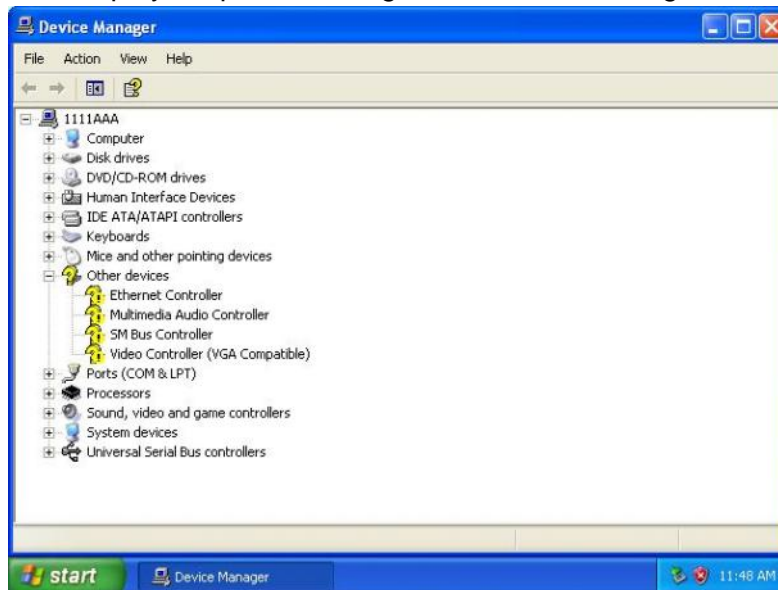 Device Manager
File Action View Help
1111AAA
Computer
Disk drives
DVD/CD-ROM drives
Human Interface Devices
IDE ATA/ATAPI controllers
Keyboards
Mice and other pointing devices
Other devices
Ethernet Controller
Multimedia Audio Controller
SM Bus Controller
Video Controller (VGA Compatible)
Ports (COM & LPT)
Processors
Sound, video and game controllers
System devices
Universal Serial Bus controllers
start Device Manager 11:48 AM